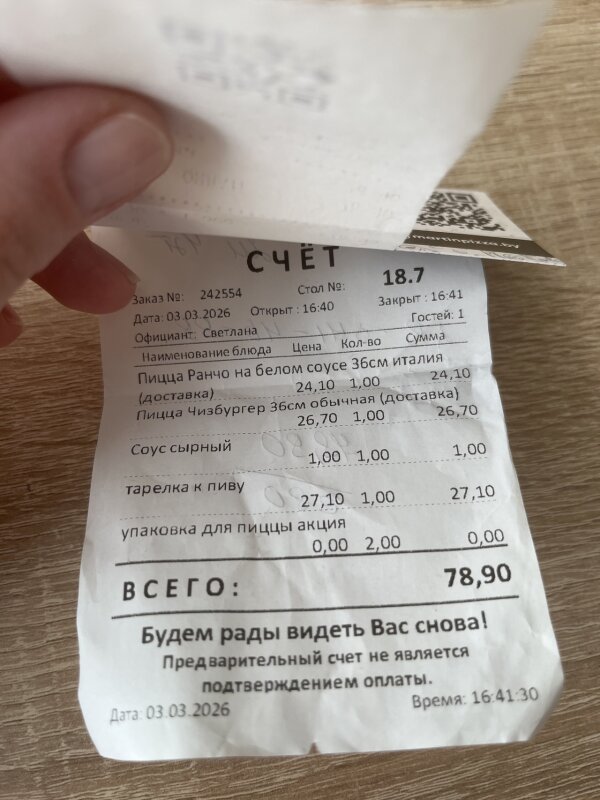 martinpizza.by
СЧЁТ
Заказ №: 242554 Стол №: 18.7
Дата: 03.03.2026 Открыт : 16:40 Закрыт : 16:41
Официант: Светлана Гостей: 1
Наименование блюда Цена Кол-во Сумма
Пицца Ранчо на белом соусе 36см италия
(доставка) 24,10 1,00 24,10
Пицца Чизбургер 36см обычная (доставка)
26,70 1,00 26,70
Соус сырный
1,00 1,00 1,00
тарелка к пиву
27,10 1,00 27,10
упаковка для пиццы акция
0,00 2,00 0,00
ВСЕГО: 78,90
Будем рады видеть Вас снова!
Предварительный счет не является
подтверждением оплаты.
Дата: 03.03.2026 Время: 16:41:30